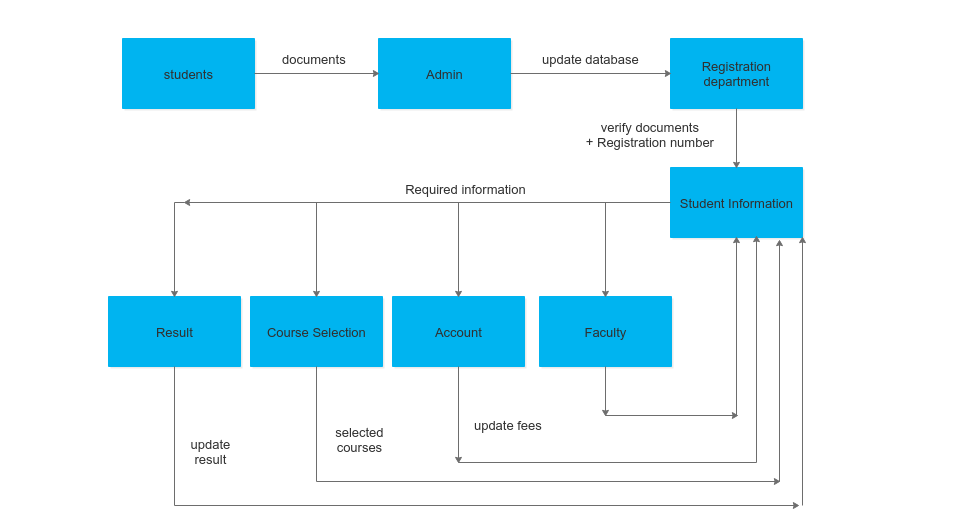 students
documents
Admin
update database
Registration
department
verify documents
+ Registration number
Required information
Student Information
Result
Course Selection
Account
Faculty
update
result
selected
courses
update fees